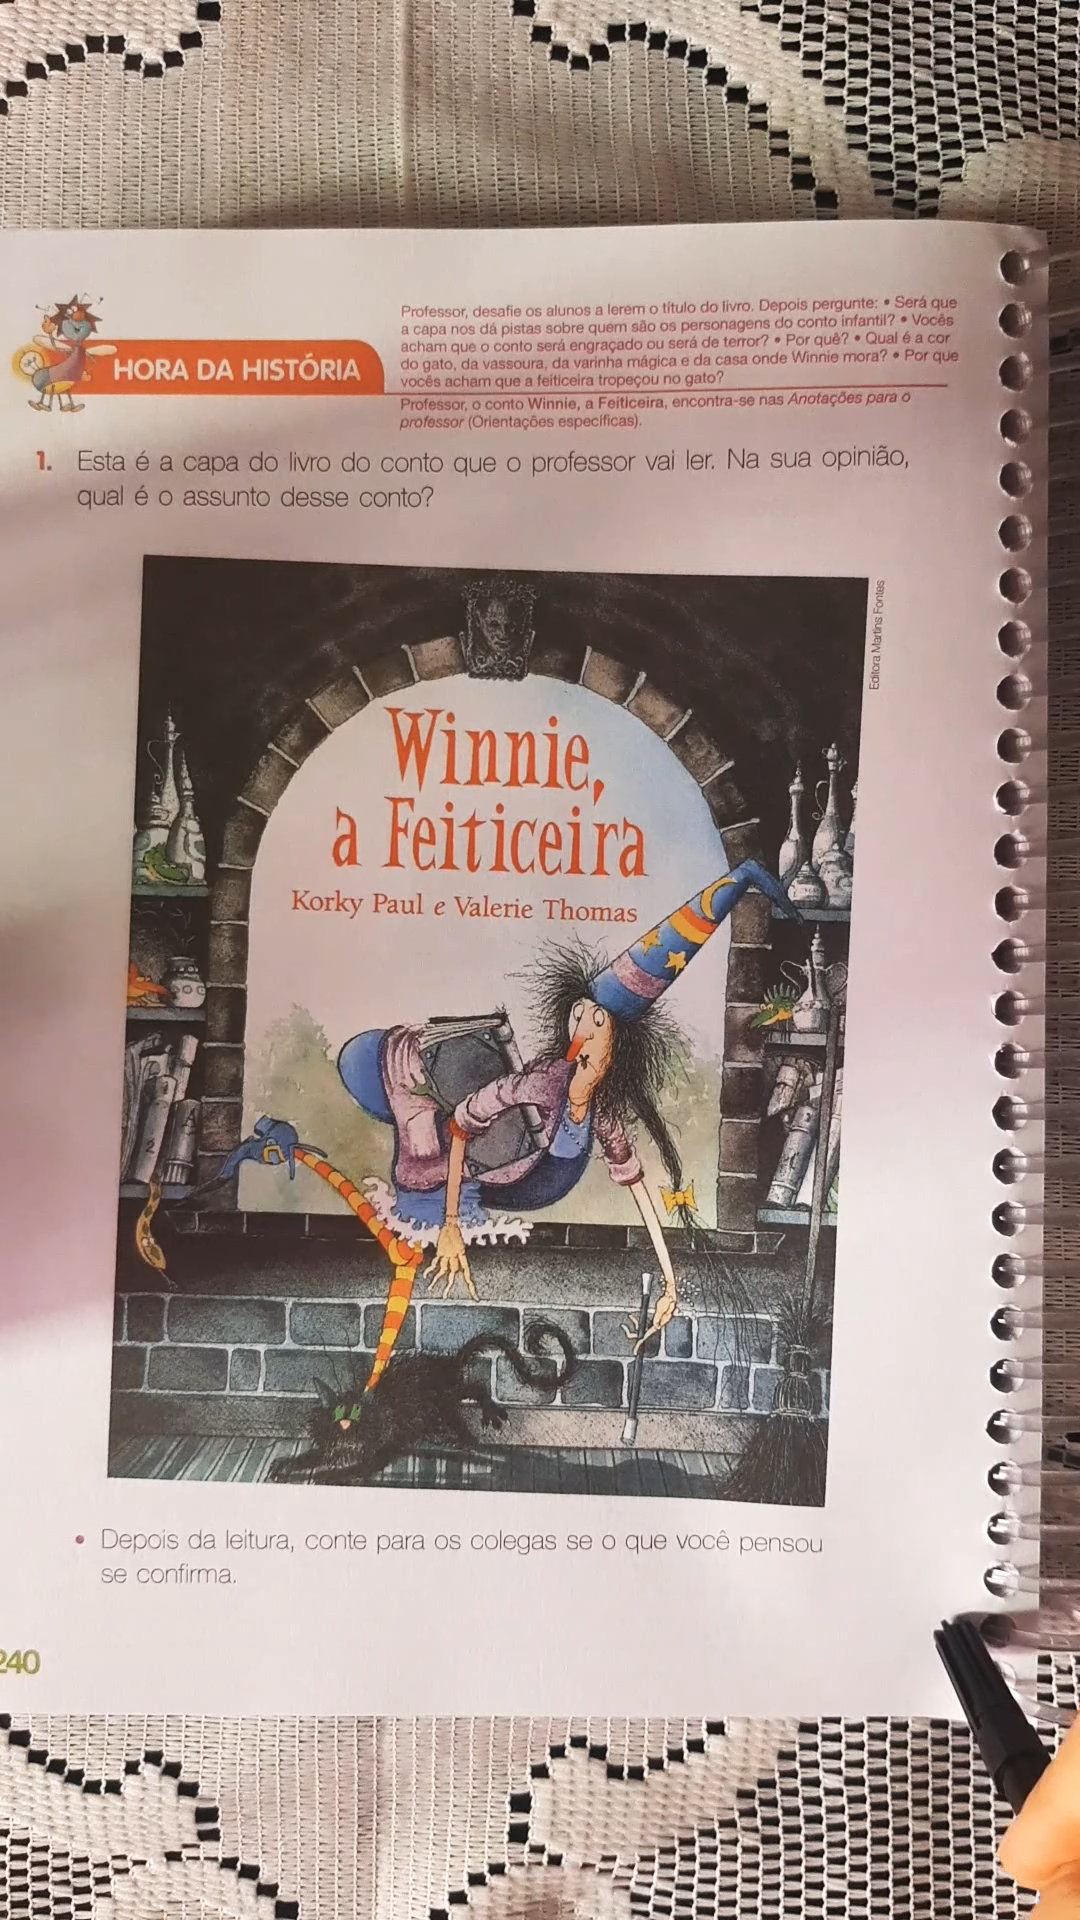 Professor, desafie os alunos a lerem o título do livro. Depois pergunte: • Será que
a capa nos dá pistas sobre quem são os personagens do conto infantil? • Vocês
acham que o conto será engraçado ou será de terror? • Por quê? • Qual é a cor
do gato, da vassoura, da varinha mágica e da casa onde Winnie mora? • Por que
vocês acham que a feiticeira tropeçou no gato?
HORA DA HISTÓRIA
Professor, o conto Winnie, a Feiticeira, encontra-se nas Anotações para o
professor (Orientações específicas).
1. Esta é a capa do livro do conto que o professor vai ler. Na sua opinião,
qual é o assunto desse conto?
Editora Martins Fontes
Winnie,
a Feiticeira
Korky Paul e Valerie Thomas
• Depois da leitura, conte para os colegas se o que você pensou
se confirma.
240